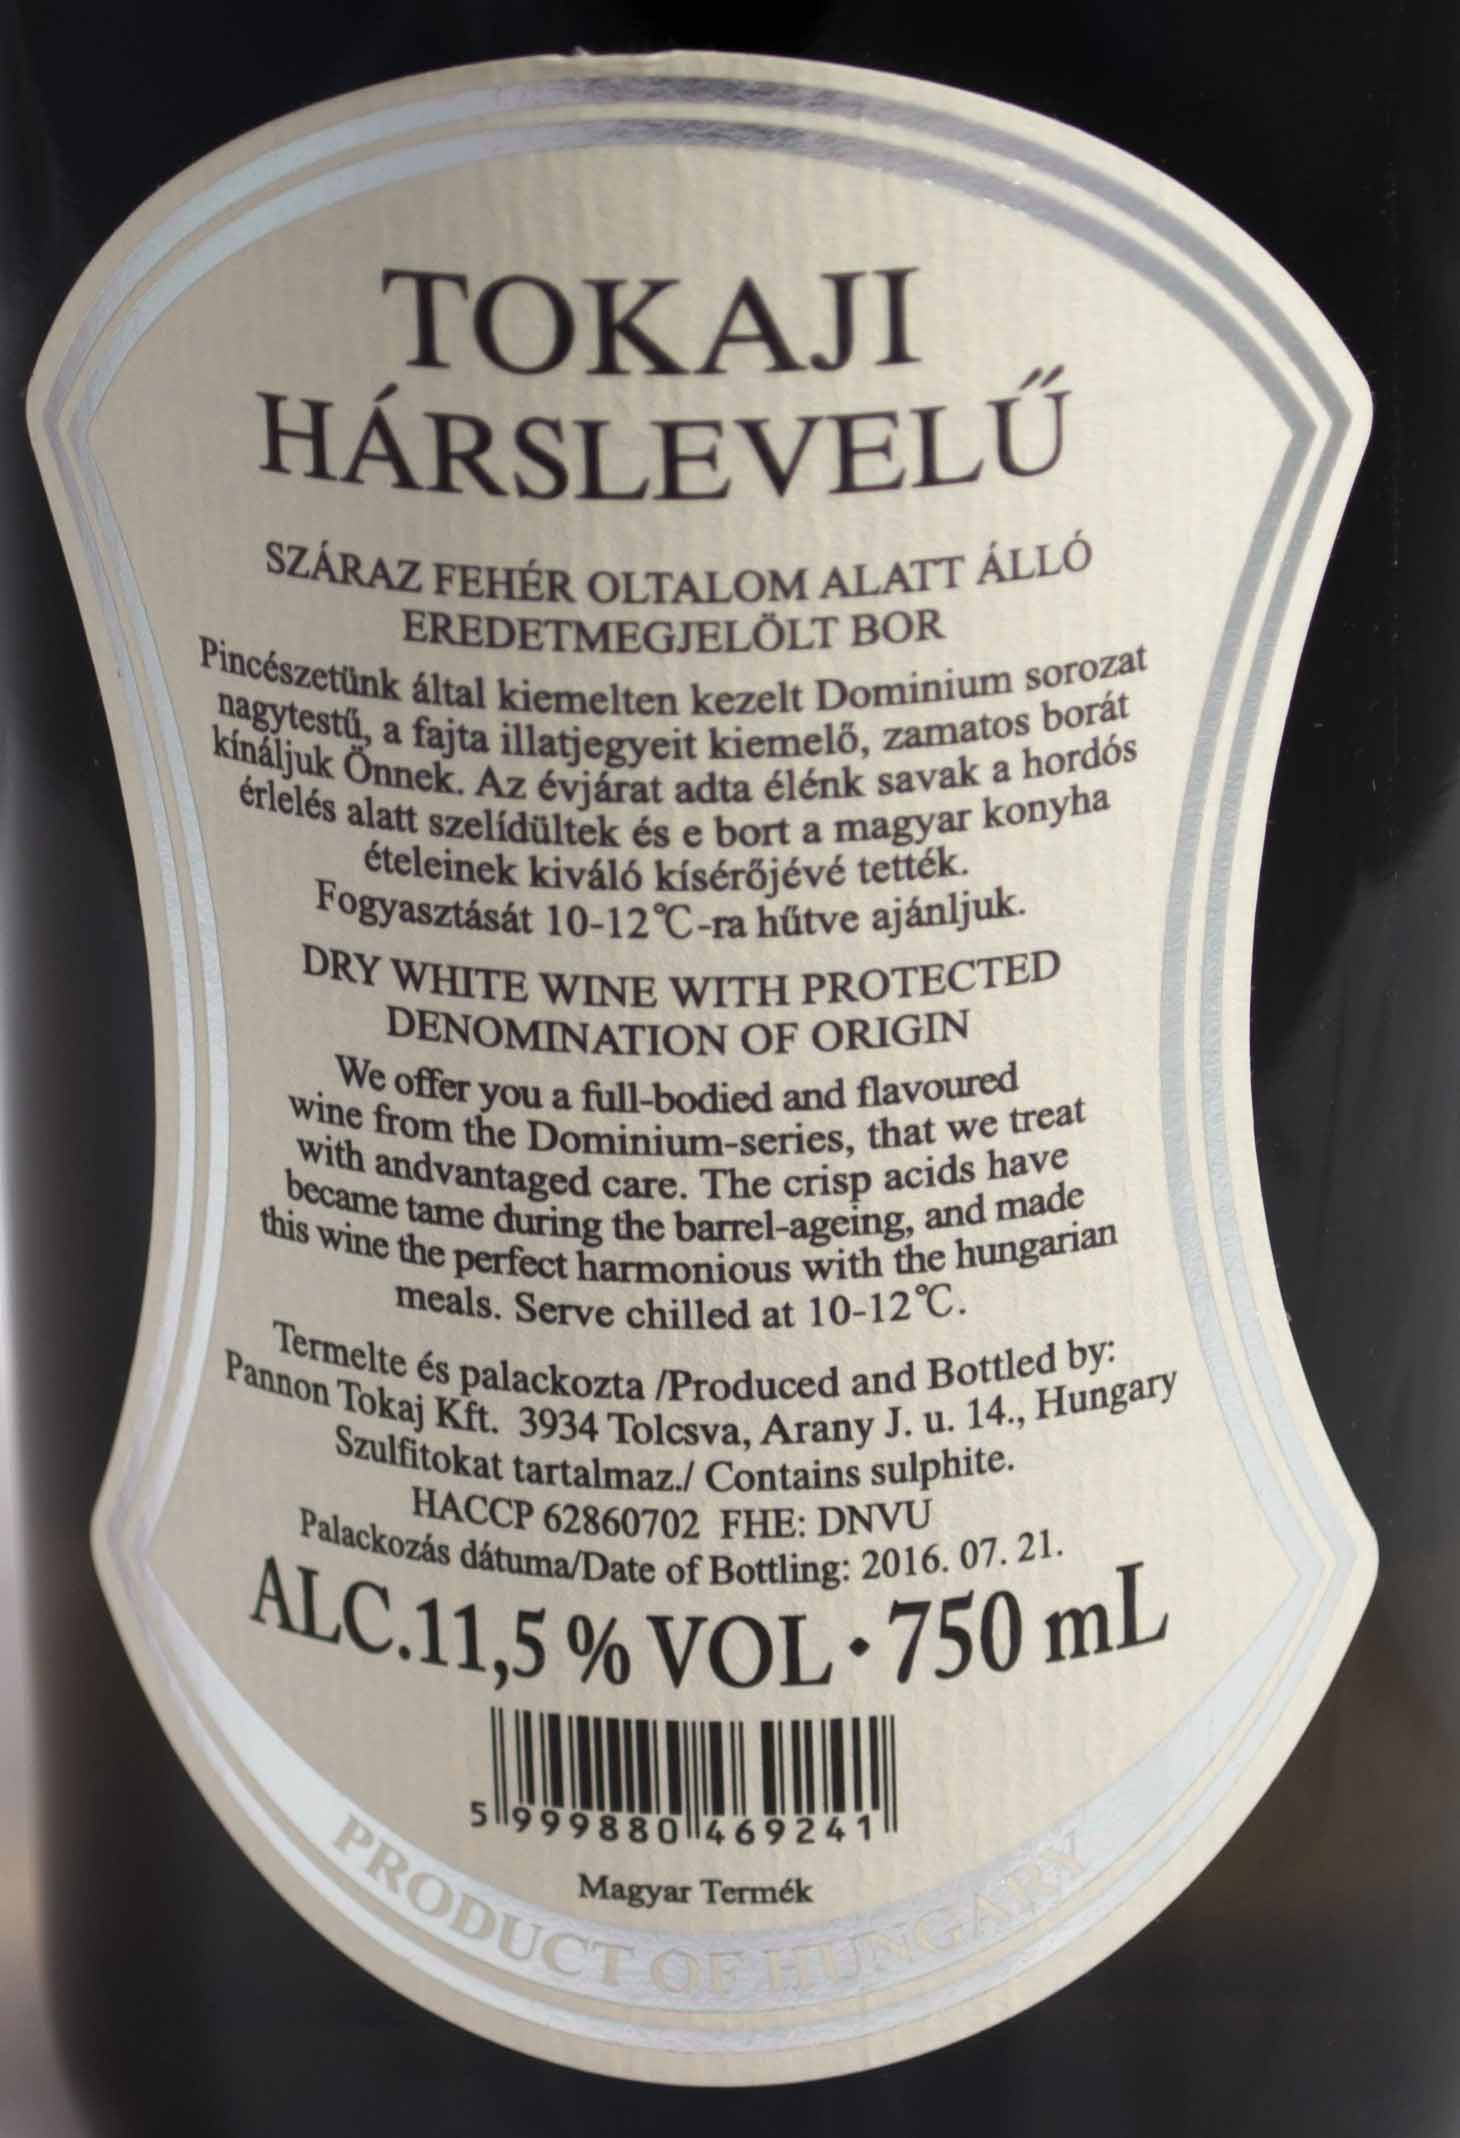 TOKAJI
HÁRSLEVELŰ
SZÁRAZ FEHÉR OLTALOM ALATT ÁLLÓ
EREDETMEGJELÖLT BOR
Pincészetünk által kiemelten kezelt Dominium sorozat
nagytestű, a fajta illatjegyeit kiemelő, zamatos borát
kínáljuk Önnek. Az évjárat adta élénk savak a hordós
érlelés alatt szelídültek és e bort a magyar konyha
ételeinek kiváló kísérőjévé tették.
Fogyasztását 10-12°C-ra hűtve ajánljuk.
DRY WHITE WINE WITH PROTECTED
DENOMINATION OF ORIGIN
We offer you a full-bodied and flavoured
wine from the Dominium-series, that we treat
with andvantaged care. The crisp acids have
became tame during the barrel-ageing, and made
this wine the perfect harmonious with the hungarian
meals. Serve chilled at 10-12°C.
Termelte és palackozta /Produced and Bottled by:
Pannon Tokaj Kft. 3934 Tolcsva, Arany J. u. 14., Hungary
Szulfitokat tartalmaz./ Contains sulphite.
HACCP 62860702 FHE: DNVU
Palackozás dátuma/Date of Bottling: 2016. 07. 21.
ALC.11,5 % VOL • 750 mL
5 999880 469241
Magyar Termék
PRODUCT OF HUNGARY